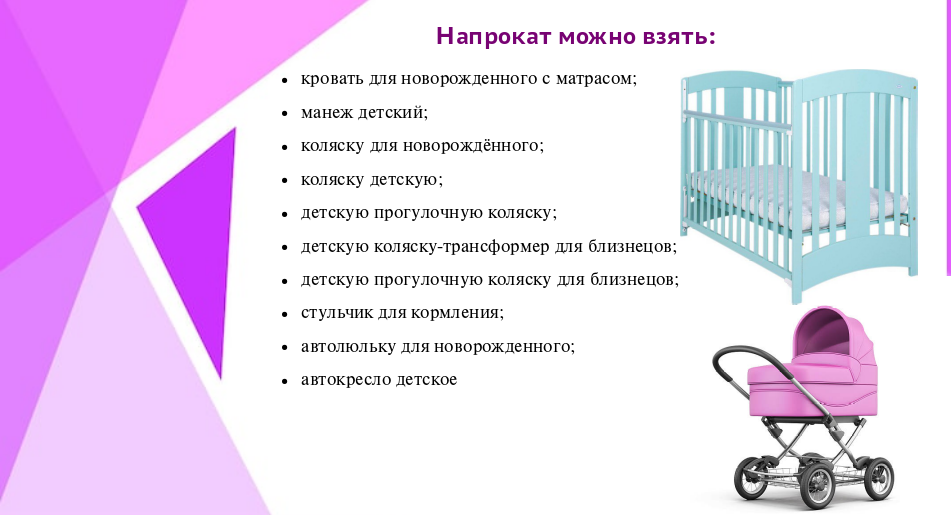 Напрокат можно взять:
• кровать для новорожденного с матрасом;
• манеж детский;
• коляску для новорождённого;
• коляску детскую;
• детскую прогулочную коляску;
• детскую коляску-трансформер для близнецов;
• детскую прогулочную коляску для близнецов;
• стульчик для кормления;
• автолюльку для новорожденного;
• автокресло детское